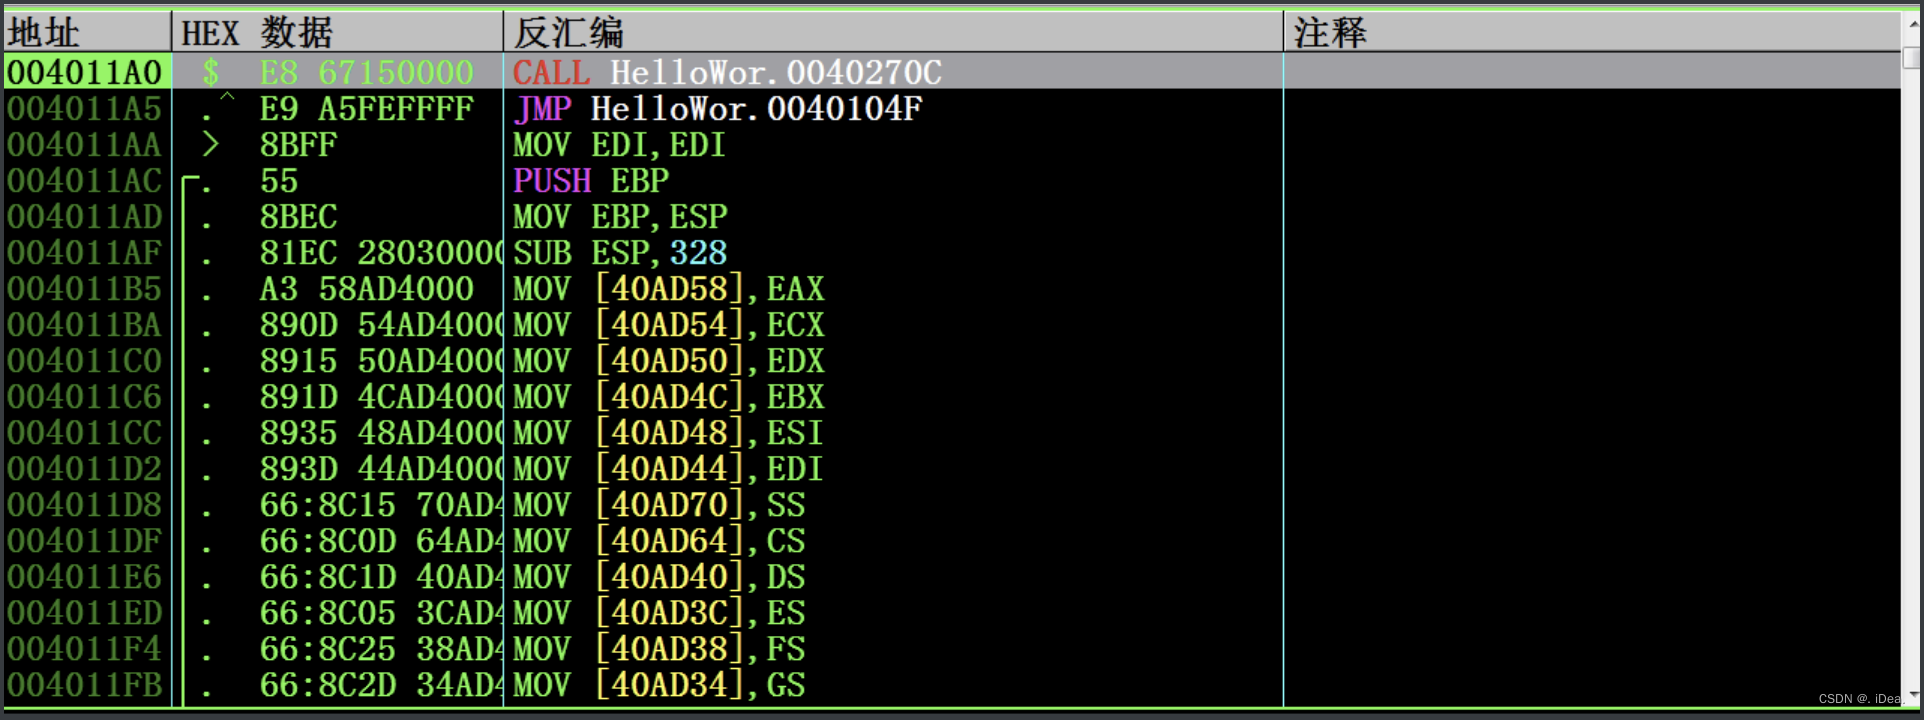 地址 HEX 数据 反汇编 注释
004011A0 $ E8 67150000 CALL HelloWor.0040270C
004011A5 .^ E9 A5FEFFFF JMP HelloWor.0040104F
004011AA > 8BFF MOV EDI,EDI
004011AC . 55 PUSH EBP
004011AD . 8BEC MOV EBP,ESP
004011AF . 81EC 28030000 SUB ESP,328
004011B5 . A3 58AD4000 MOV [40AD58],EAX
004011BA . 890D 54AD400 MOV [40AD54],ECX
004011C0 . 8915 50AD400 MOV [40AD50],EDX
004011C6 . 891D 4CAD400 MOV [40AD4C],EBX
004011CC . 8935 48AD400 MOV [40AD48],ESI
004011D2 . 893D 44AD400 MOV [40AD44],EDI
004011D8 . 66:8C15 70AD4 MOV [40AD70],SS
004011DF . 66:8C0D 64AD4 MOV [40AD64],CS
004011E6 . 66:8C1D 40AD4 MOV [40AD40],DS
004011ED . 66:8C05 3CAD4 MOV [40AD3C],ES
004011F4 . 66:8C25 38AD4 MOV [40AD38],FS
004011FB . 66:8C2D 34AD4 MOV [40AD34],GS
CSDN @. iDea